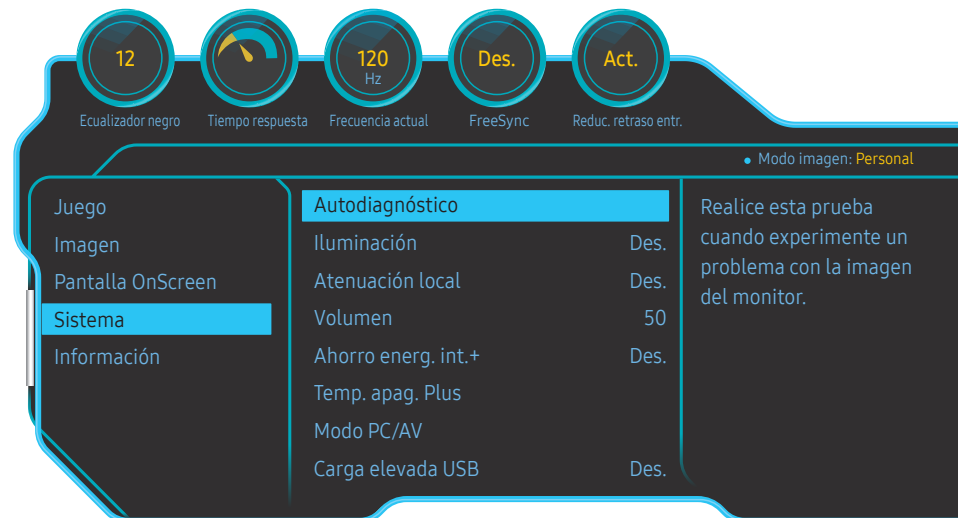 12
120
Hz
Des.
Act.
Ecualizador negro
Tiempo respuesta
Frecuencia actual
FreeSync
Reduc. retraso entr.
• Modo imagen: Personal
Juego
Imagen
Pantalla OnScreen
Sistema
Información
Autodiagnóstico
Iluminación Des.
Atenuación local Des.
Volumen 50
Ahorro energ. int.+ Des.
Temp. apag. Plus
Modo PC/AV
Carga elevada USB Des.
Realice esta prueba
cuando experimente un
problema con la imagen
del monitor.